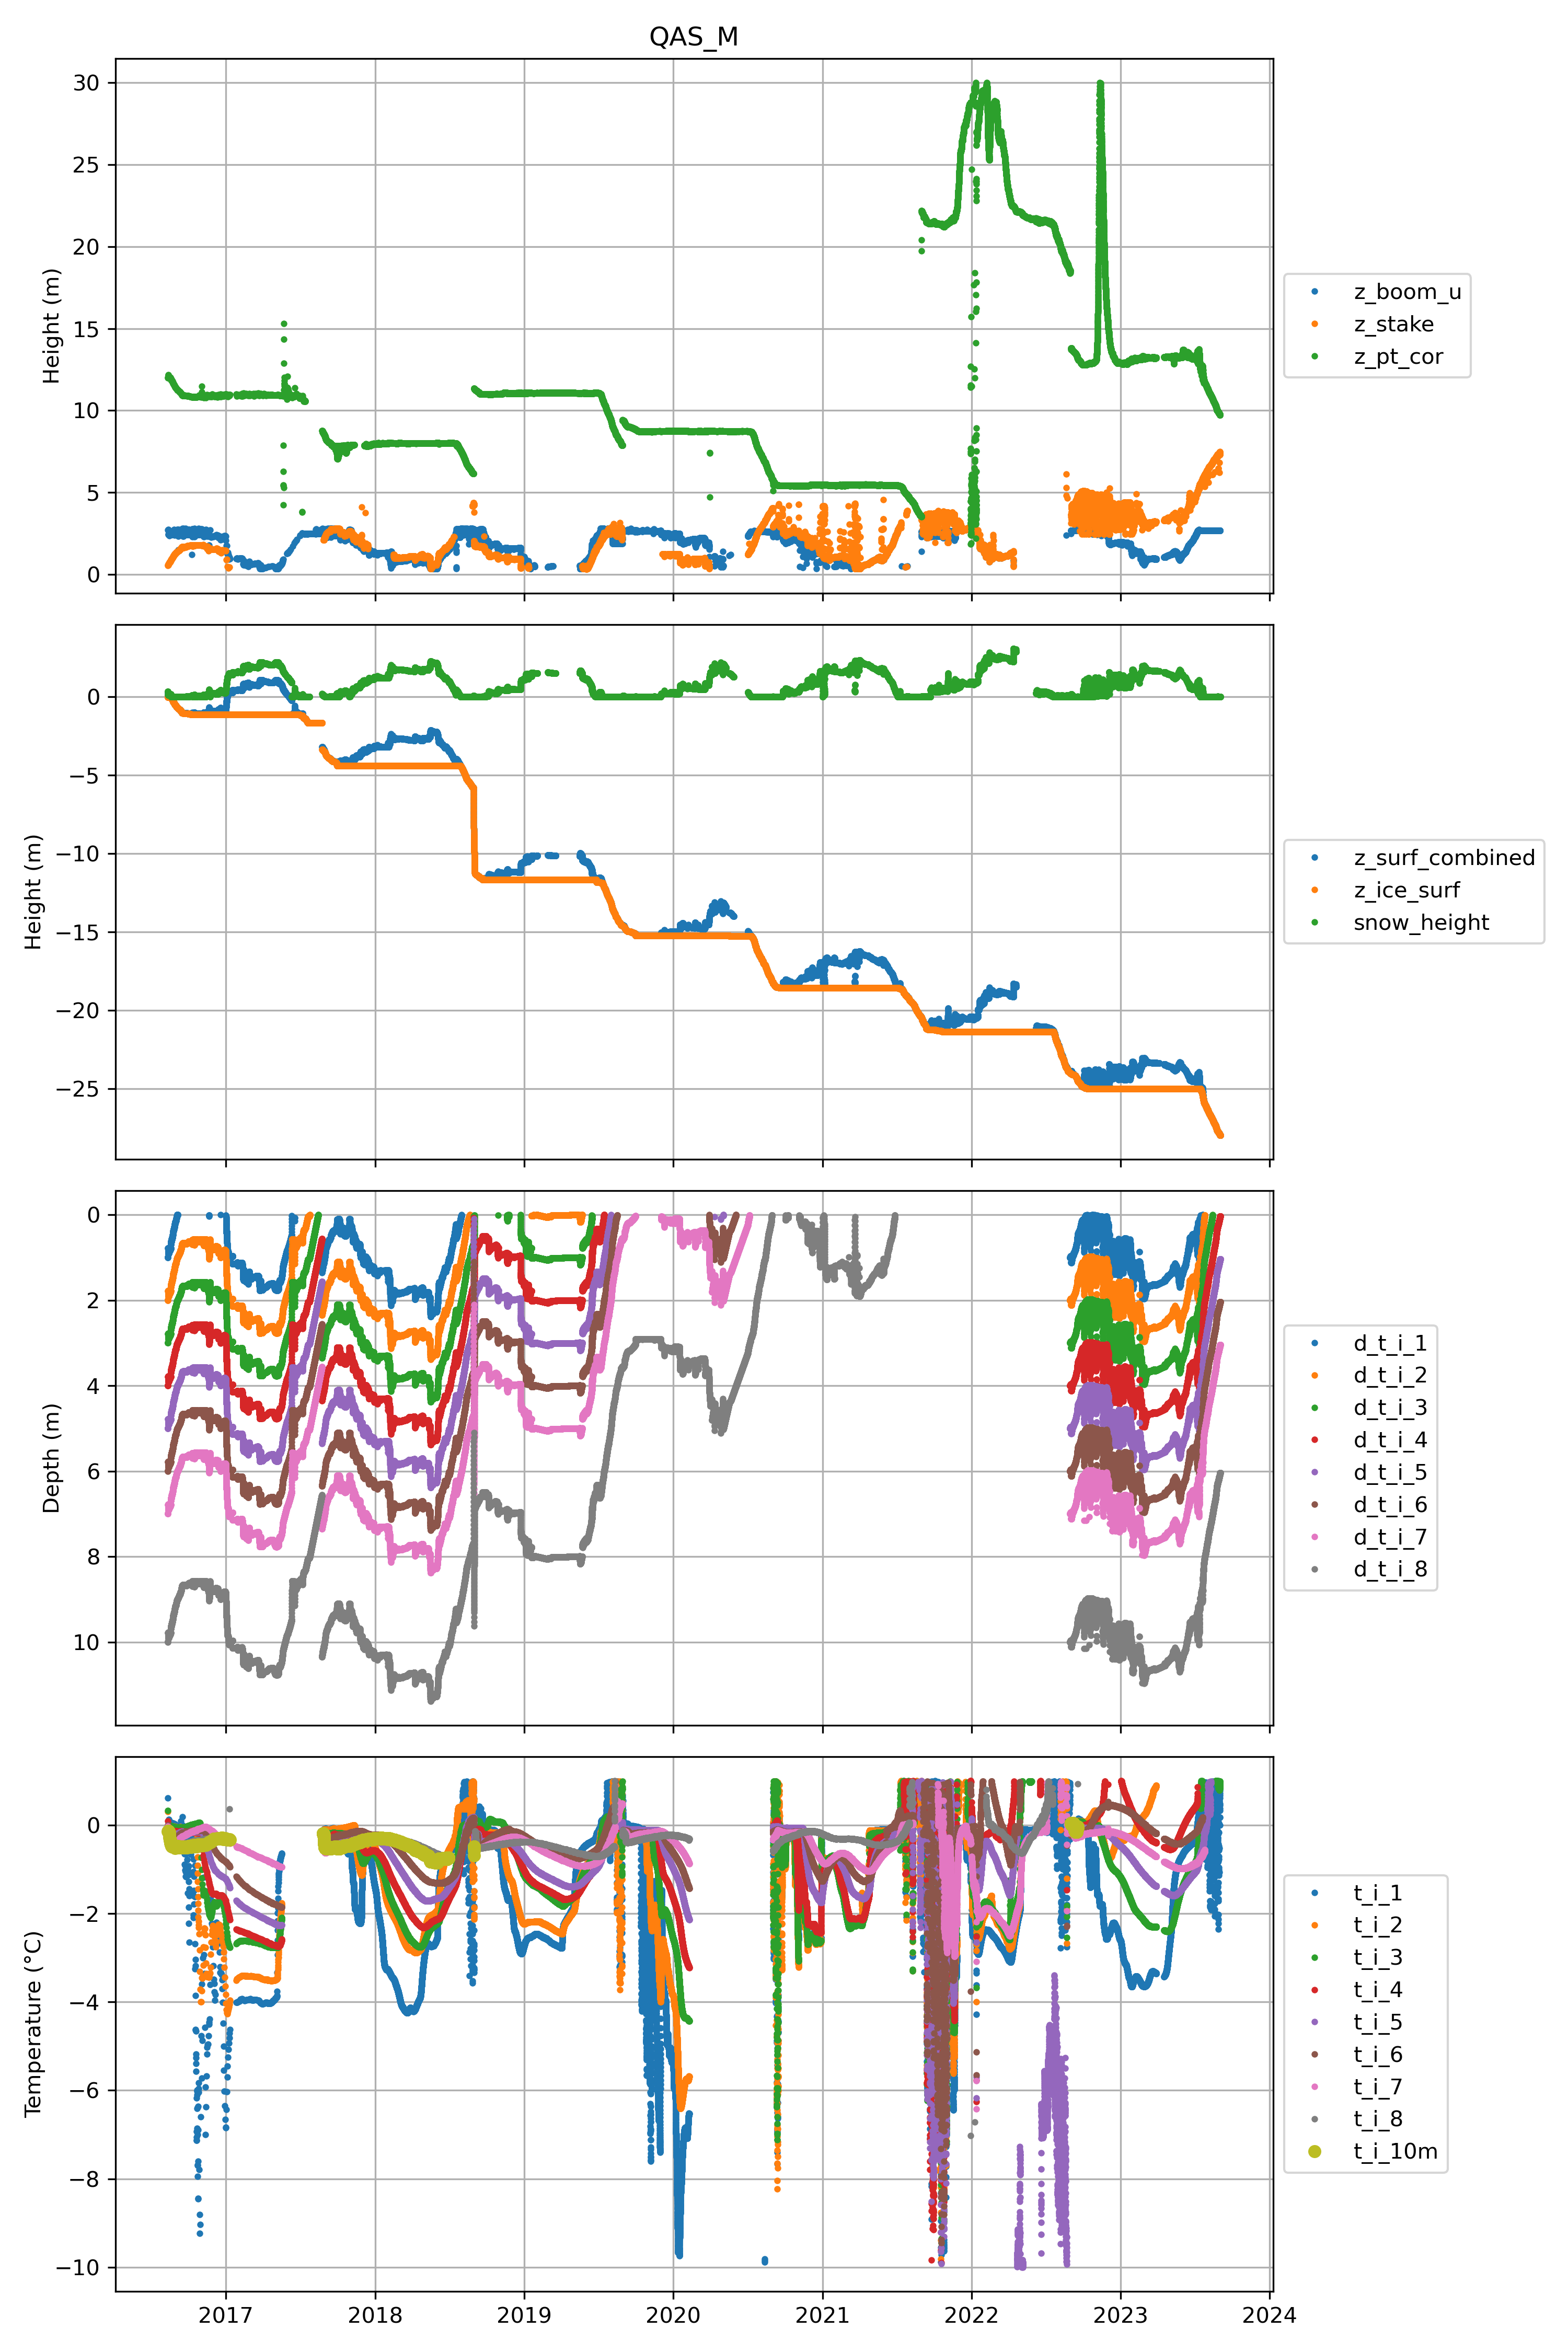 QAS_M
30
25
20
15
10
5
0
Height (m)
z_boom_u
z_stake
z_pt_cor
0
−5
−10
−15
−20
−25
Height (m)
z_surf_combined
z_ice_surf
snow_height
0
2
4
6
8
10
Depth (m)
d_t_i_1
d_t_i_2
d_t_i_3
d_t_i_4
d_t_i_5
d_t_i_6
d_t_i_7
d_t_i_8
0
−2
−4
−6
−8
−10
Temperature (°C)
t_i_1
t_i_2
t_i_3
t_i_4
t_i_5
t_i_6
t_i_7
t_i_8
t_i_10m
2017 2018 2019 2020 2021 2022 2023 2024